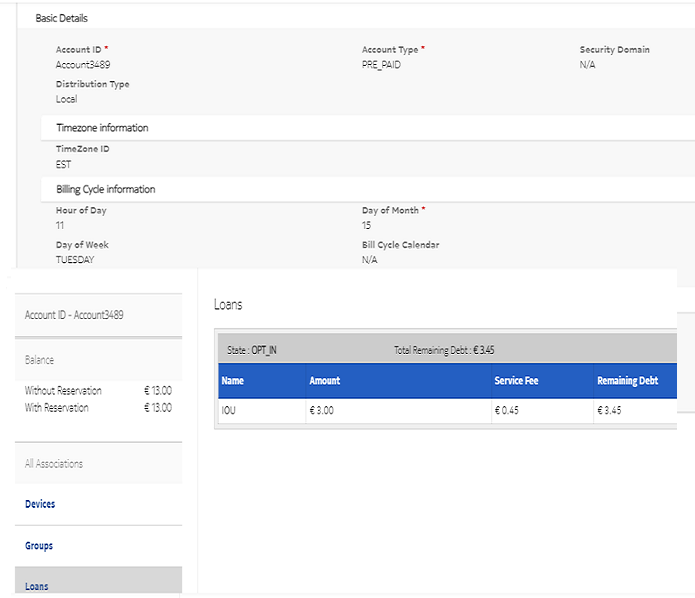 Basic Details
Account ID * Account Type * Security Domain
Account3489 PRE_PAID N/A
Distribution Type
Local
Timezone information
TimeZone ID
EST
Billing Cycle information
Hour of Day Day of Month *
11 15
Day of Week Bill Cycle Calendar
TUESDAY N/A
Account ID - Account3489
Balance
Without Reservation € 13.00
With Reservation € 13.00
All Associations
Devices
Groups
Loans
Loans
State : OPT_IN Total Remaining Debt : € 3.45
Name Amount Service Fee Remaining Debt
IOU € 3.00 € 0.45 € 3.45